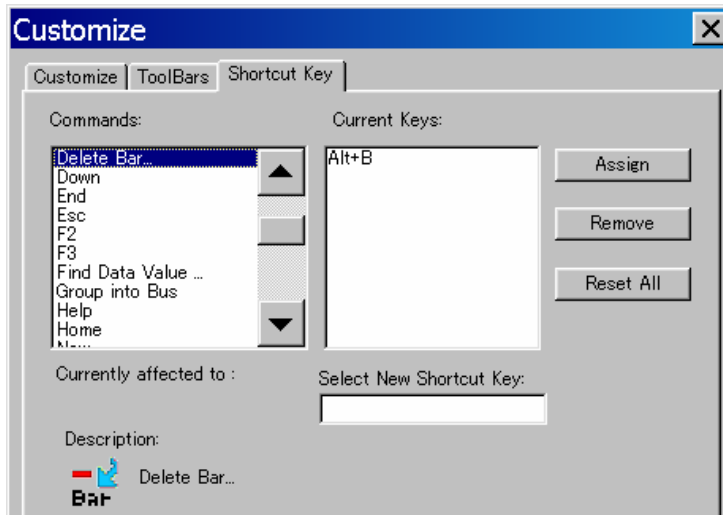 Customize
Customize ToolBars Shortcut Key
Commands:
Current Keys:
Delete Bar...
Down
End
Esc
F2
F3
Find Data Value ...
Group into Bus
Help
Home
Alt+B
Assign
Remove
Reset All
Currently affected to :
Select New Shortcut Key:
Description:
Bar
Delete Bar...